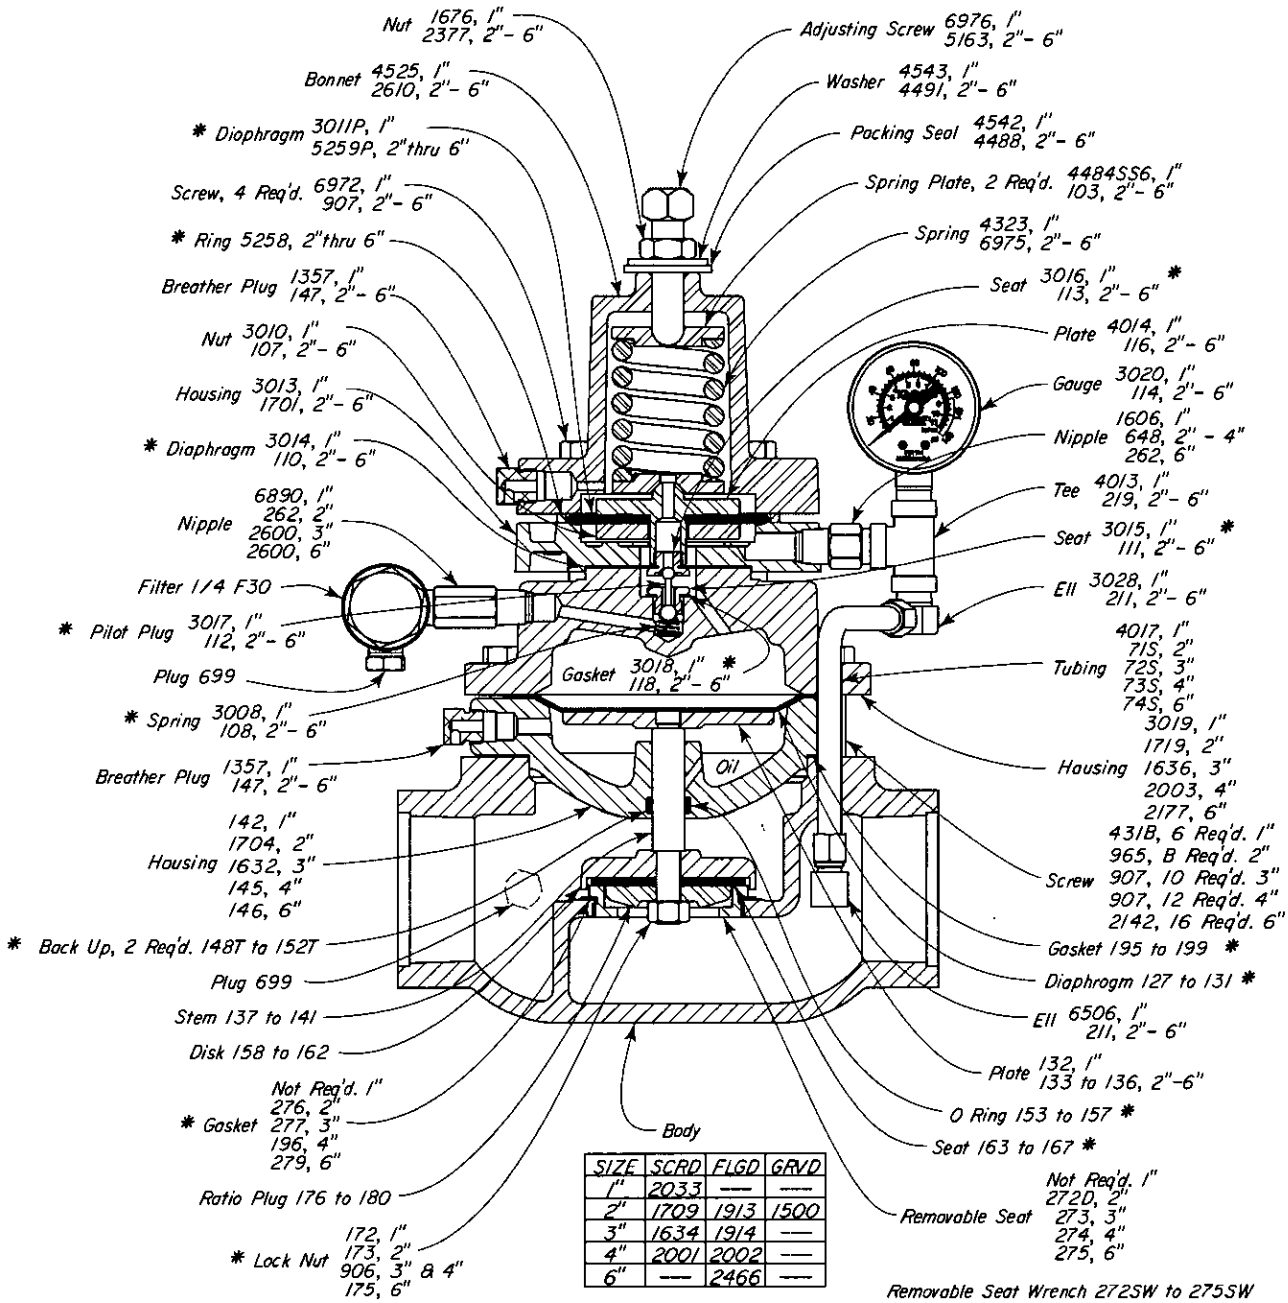 Nut 1676, 1"
2377, 2"- 6"
Bonnet 4525, 1"
2610, 2"- 6"
* Diaphragm 3011P, 1"
5259P, 2"thru 6"
Screw, 4 Req'd. 6972, 1"
907, 2"- 6"
* Ring 5258, 2"thru 6"
Breather Plug 1357, 1"
147, 2"- 6"
Nut 3010, 1"
107, 2"- 6"
Housing 3013, 1"
1701, 2"- 6"
* Diaphragm 3014, 1"
110, 2"- 6"
6890, 1"
262, 2"
Nipple 2600, 3"
2600, 6"
Filter 1/4 F30
* Pilot Plug 3017, 1"
112, 2"- 6"
Plug 699
* Spring 3008, 1"
108, 2"- 6"
Breather Plug 1357, 1"
147, 2"- 6"
142, 1"
1704, 2"
Housing 1632, 3"
145, 4"
146, 6"
* Back Up, 2 Req'd. 148T to 152T
Plug 699
Stem 137 to 141
Disk 158 to 162
Not Req'd. 1"
276, 2"
* Gasket 277, 3"
196, 4"
279, 6"
Ratio Plug 176 to 180
172, 1"
* Lock Nut 173, 2"
906, 3" & 4"
175, 6"
Gasket 3018, 1" *
118, 2"- 6"
Oil
Adjusting Screw 6976, 1"
5163, 2"- 6"
Washer 4543, 1"
4491, 2"- 6"
Packing Seal 4542, 1"
4488, 2"- 6"
Spring Plate, 2 Req'd. 4484SS6, 1"
103, 2"- 6"
Spring 4323, 1"
6975, 2"- 6"
Seat 3016, 1" *
113, 2"- 6"
Plate 4014, 1"
116, 2"- 6"
Gauge 3020, 1"
114, 2"- 6"
1606, 1"
Nipple 648, 2" - 4"
262, 6"
Tee 4013, 1"
219, 2"- 6"
Seat 3015, 1" *
111, 2"- 6"
Ell 3028, 1"
211, 2"- 6"
4017, 1"
71S, 2"
Tubing 72S, 3"
73S, 4"
74S, 6"
3019, 1"
1719, 2"
Housing 1636, 3"
2003, 4"
2177, 6"
431B, 6 Req'd. 1"
965, B Req'd. 2"
Screw 907, 10 Req'd. 3"
907, 12 Req'd. 4"
2142, 16 Req'd. 6"
Gasket 195 to 199 *
Diaphragm 127 to 131 *
Ell 6506, 1"
211, 2"- 6"
Plate 132, 1"
133 to 136, 2"-6"
O Ring 153 to 157 *
Seat 163 to 167 *
Not Req'd. 1"
272D, 2"
Removable Seat 273, 3"
274, 4"
275, 6"
Removable Seat Wrench 272SW to 275SW
Body
SIZE SCRD FLGD GRVD
1" 2033 --- ---
2" 1709 1913 1500
3" 1634 1914 ---
4" 2001 2002 ---
6" --- 2466 ---